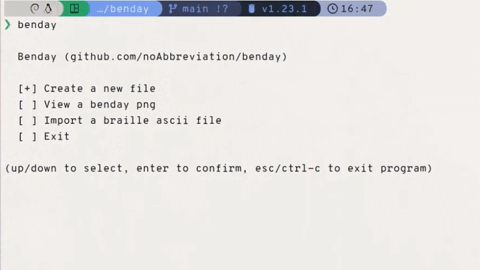 …/benday main !? v1.23.1 16:47
❯ benday
Benday (github.com/noAbbreviation/benday)
[+] Create a new file
[ ] View a benday png
[ ] Import a braille ascii file
[ ] Exit
(up/down to select, enter to confirm, esc/ctrl-c to exit program)